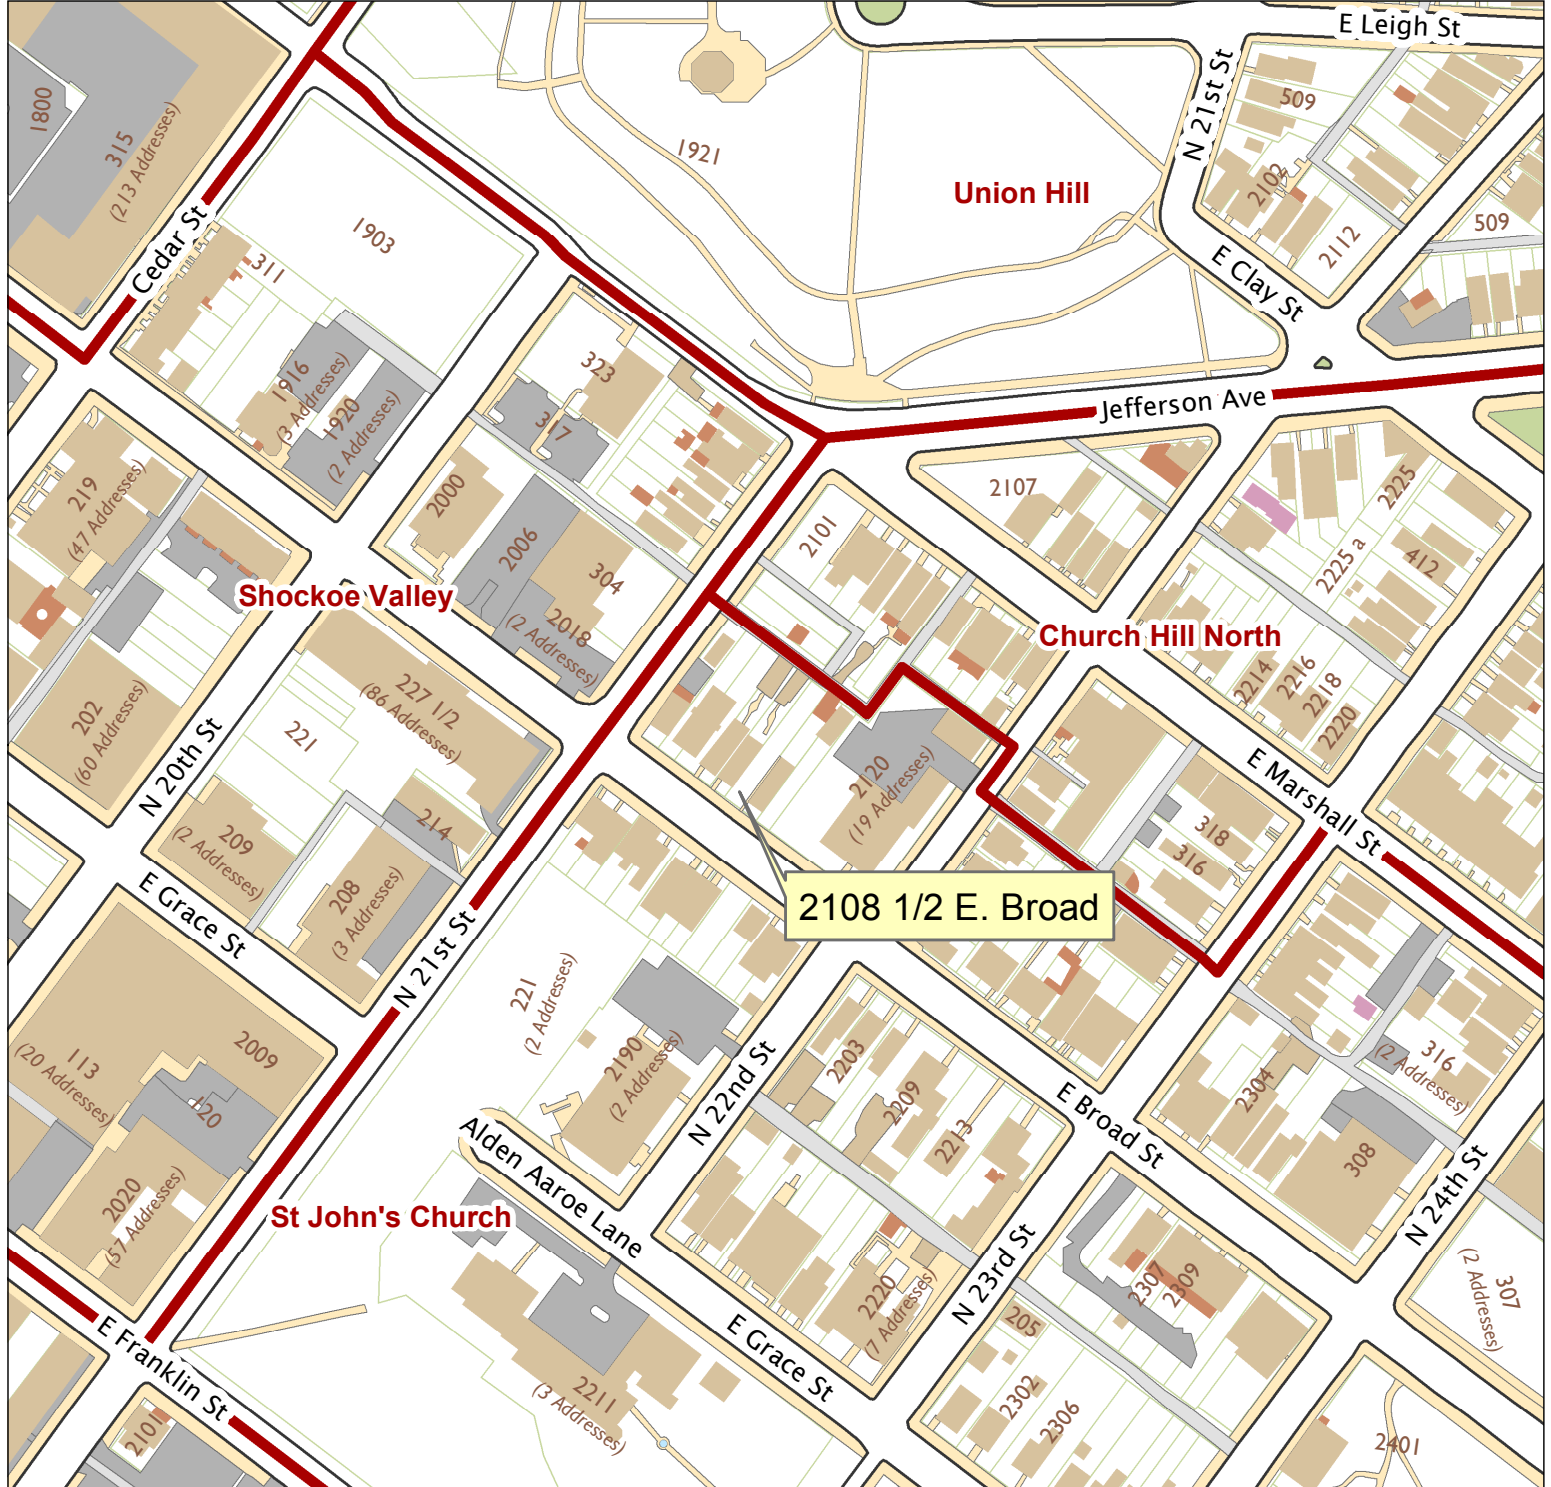 E Leigh St
1800
315
(213 Addresses)
509
N 21st St
1921
Union Hill
2102
2112
509
Cedar St
1903
311
E Clay St
323
1916
(3 Addresses)
1920
(2 Addresses)
317
Jefferson Ave
219
(47 Addresses)
2000
2107
2225
2101
2006
304
2225 a
412
Shockoe Valley
2018
(2 Addresses)
Church Hill North
227 1/2
(86 Addresses)
2214
2216
2218
2220
202
(60 Addresses)
221
N 20th St
2120
(19 Addresses)
E Marshall St
209
(2 Addresses)
214
318
316
E Grace St
208
(3 Addresses)
2108 1/2 E. Broad
N 21st St
221
(2 Addresses)
113
(20 Addresses)
2009
2190
(2 Addresses)
2203
N 22nd St
2209
2213
E Broad St
2304
316
(2 Addresses)
120
308
Alden Aaroe Lane
2020
(57 Addresses)
St John's Church
N 24th St
307
(2 Addresses)
N 23rd St
2307
2309
2220
(7 Addresses)
205
E Franklin St
E Grace St
2211
(3 Addresses)
2302
2306
2101
2401